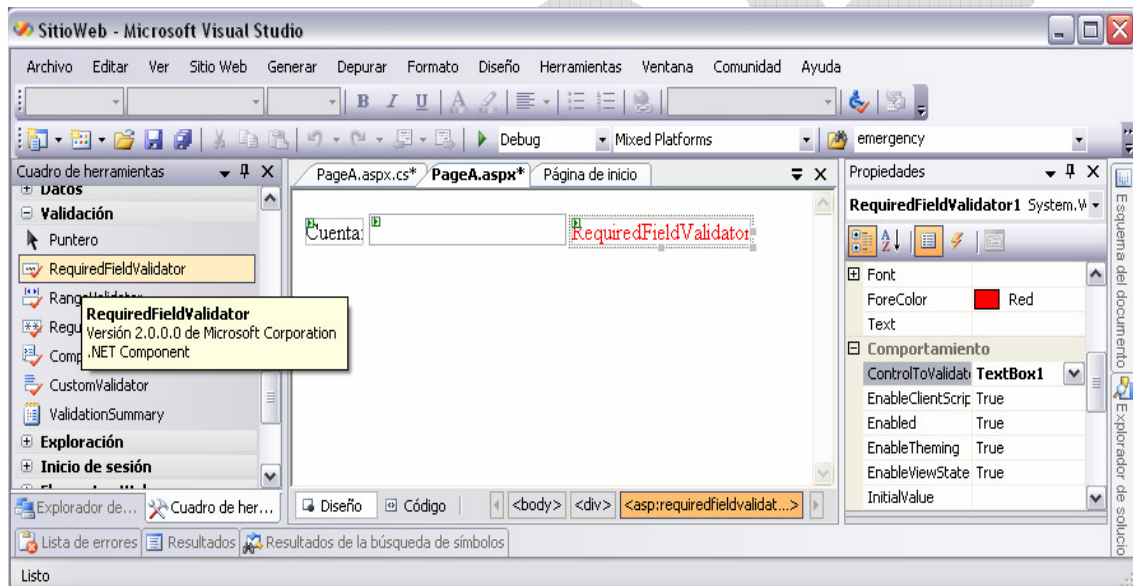 SitioWeb - Microsoft Visual Studio
Archivo Editar Ver Sitio Web Generar Depurar Formato Diseño Herramientas Ventana Comunidad Ayuda
B I U A
Debug Mixed Platforms emergency
Cuadro de herramientas
Datos
Validación
Puntero
RequiredFieldValidator
RequiredFieldValidator
Versión 2.0.0.0 de Microsoft Corporation
.NET Component
CustomValidator
ValidationSummary
Exploración
Inicio de sesión
Explorador de... Cuadro de her...
PageA.aspx.cs* PageA.aspx* Página de inicio
Cuenta: RequiredFieldValidator
Diseño Código <body> <div> <asp:requiredfieldvalidat...>
Propiedades
RequiredFieldValidator1 System.W
Font
ForeColor Red
Text
Comportamiento
ControlToValidate TextBox1
EnableClientScrip True
Enabled True
EnableTheming True
EnableViewState True
InitialValue
Esquema del documento
Explorador de solucio
Lista de errores Resultados Resultados de la búsqueda de símbolos
Listo